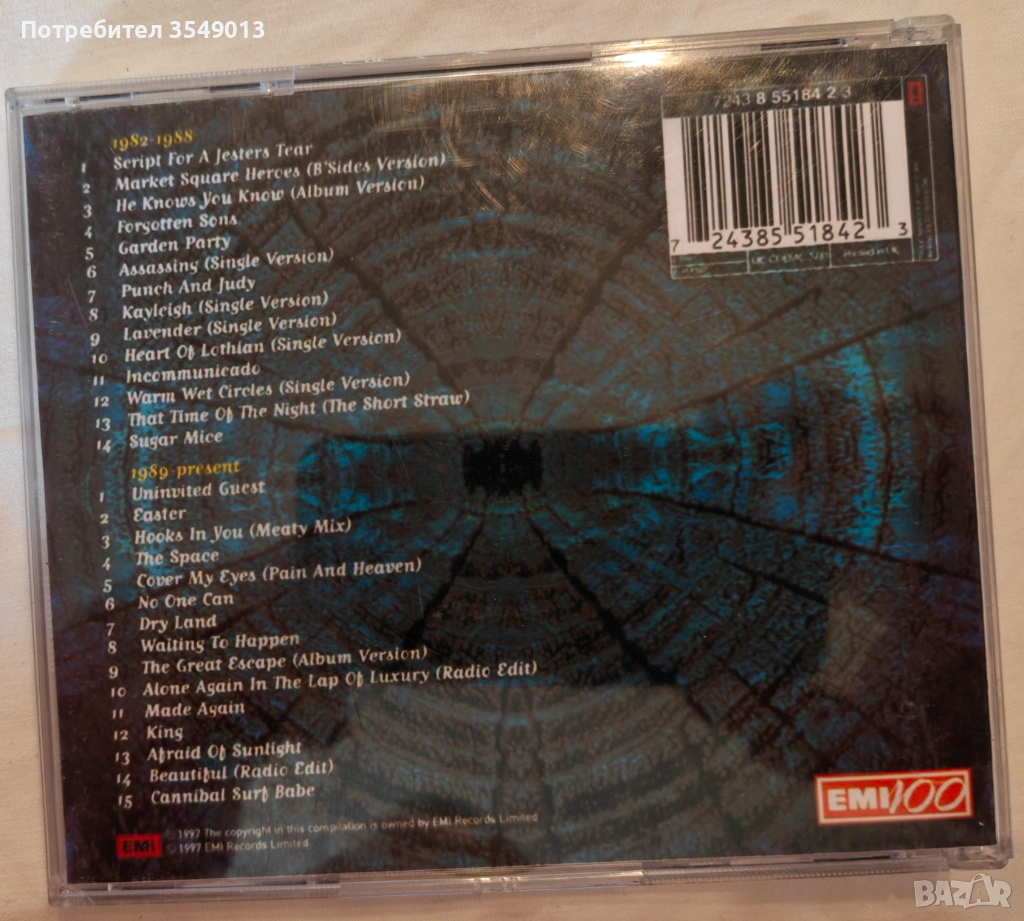 Потребител 3549013
7243 8 55184 2 3
7 24385 51842 3
1982-1988
1 Script For A Jesters Tear
2 Market Square Heroes (B'Sides Version)
3 He Knows You Know (Album Version)
4 Forgotten Sons
5 Garden Party
6 Assassing (Single Version)
7 Punch And Judy
8 Kayleigh (Single Version)
9 Lavender (Single Version)
10 Heart Of Lothian (Single Version)
11 Incommunicado
12 Warm Wet Circles (Single Version)
13 That Time Of The Night (The Short Straw)
14 Sugar Mice
1989-present
1 Uninvited Guest
2 Easter
3 Hooks In You (Meaty Mix)
4 The Space
5 Cover My Eyes (Pain And Heaven)
6 No One Can
7 Dry Land
8 Waiting To Happen
9 The Great Escape (Album Version)
10 Alone Again In The Lap Of Luxury (Radio Edit)
11 Made Again
12 King
13 Afraid Of Sunlight
14 Beautiful (Radio Edit)
15 Cannibal Surf Babe
EMI100
EMI
℗ 1997 The copyright in this compilation is owned by EMI Records Limited
© 1997 EMI Records Limited
BAZAR